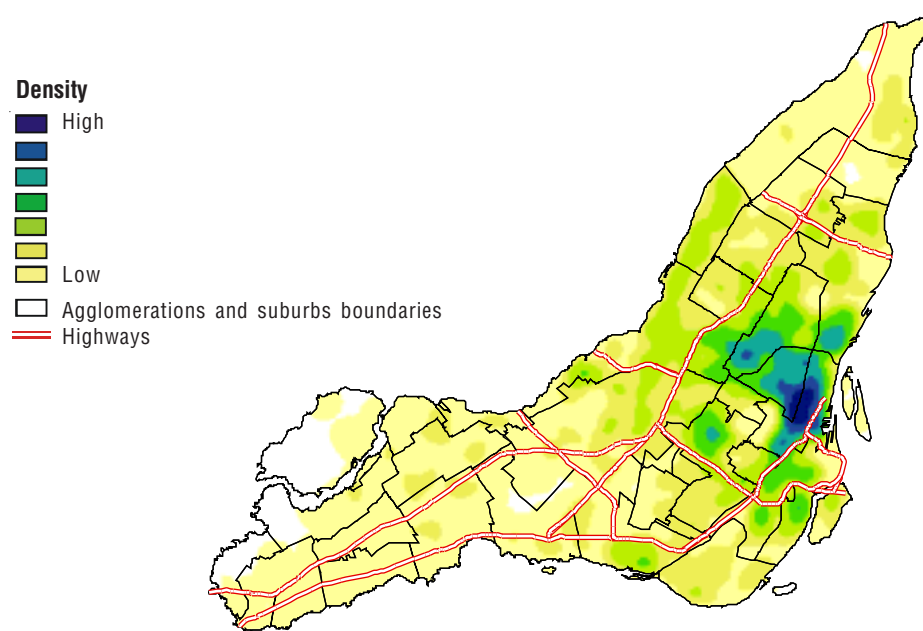 Density
High
Low
Agglomerations and suburbs boundaries
Highways